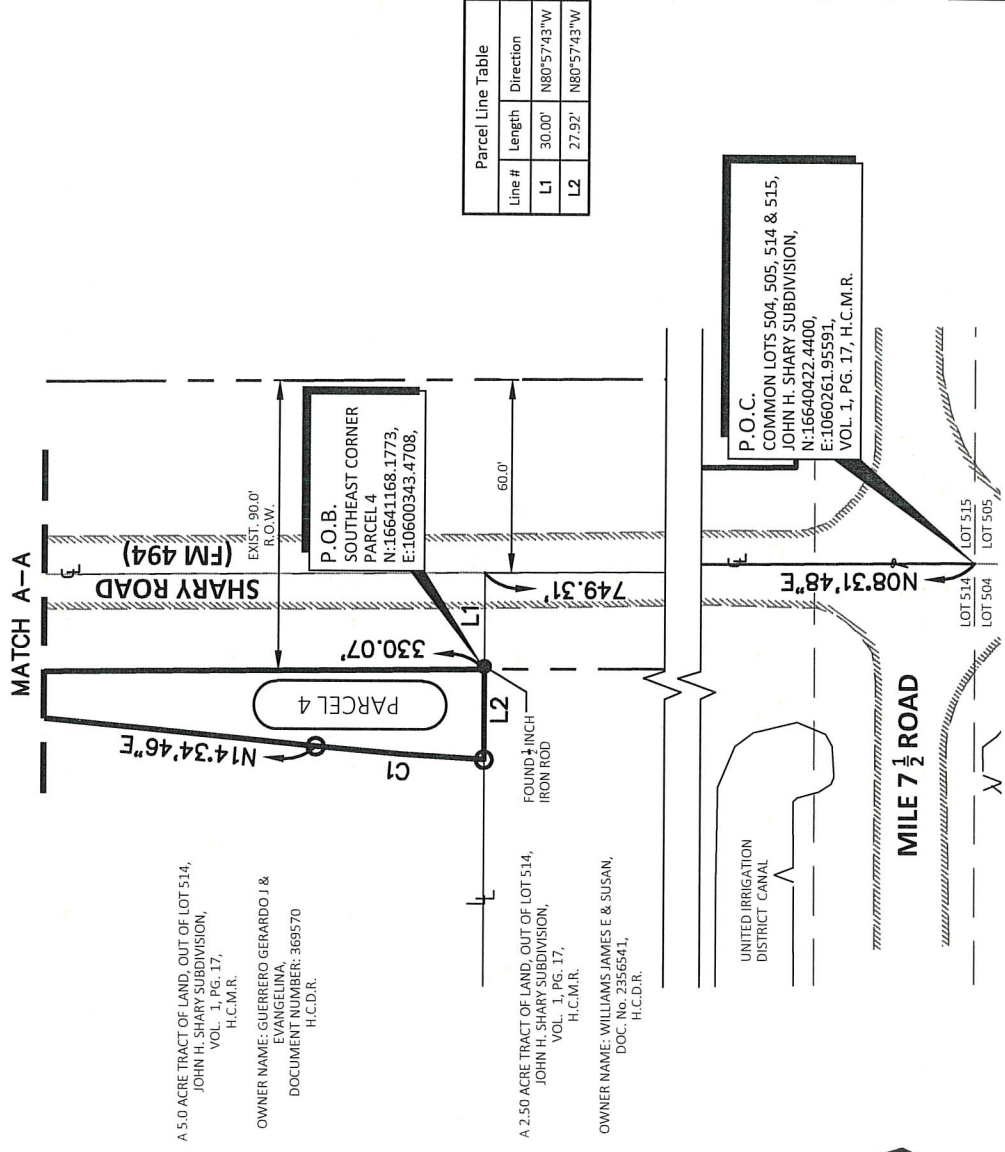 MATCH A-A
SHARY ROAD
(FM 494)
℄
EXIST. 90.0'
R.O.W.
P.O.B.
SOUTHEAST CORNER
PARCEL 4
N:16641168.1773,
E:10600343.4708,
60.0'
N14°34'46"E
PARCEL 4
330.07'
C1
L1
L2
749.31'
FOUND ½ INCH
IRON ROD
Parcel Line Table
Line # Length Direction
L1 30.00' N80°57'43"W
L2 27.92' N80°57'43"W
A 5.0 ACRE TRACT OF LAND, OUT OF LOT 514,
JOHN H. SHARY SUBDIVISION,
VOL. 1, PG. 17,
H.C.M.R.
OWNER NAME: GUERRERO GERARDO J &
EVANGELINA,
DOCUMENT NUMBER: 369570
H.C.D.R.
A 2.50 ACRE TRACT OF LAND, OUT OF LOT 514,
JOHN H. SHARY SUBDIVISION,
VOL. 1, PG. 17,
H.C.M.R.
OWNER NAME: WILLIAMS JAMES E & SUSAN,
DOC. No. 2356541,
H.C.D.R.
P.O.C.
COMMON LOTS 504, 505, 514 & 515,
JOHN H. SHARY SUBDIVISION,
N:16640422.4400,
E:1060261.95591,
VOL. 1, PG. 17, H.C.M.R.
UNITED IRRIGATION
DISTRICT CANAL
℄
N08°31'48"E
MILE 7 ½ ROAD
LOT 514
LOT 515
LOT 504
LOT 505